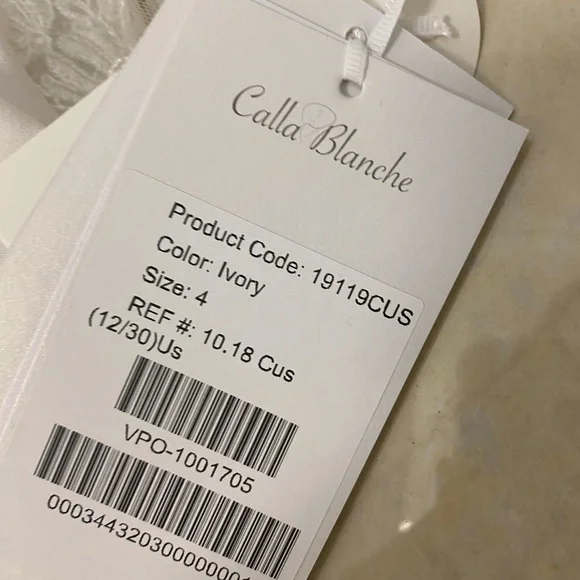 Calla Blanche
Product Code: 19119CUS
Color: Ivory
Size: 4
REF #: 10.18 Cus
(12/30)Us
VPO-1001705